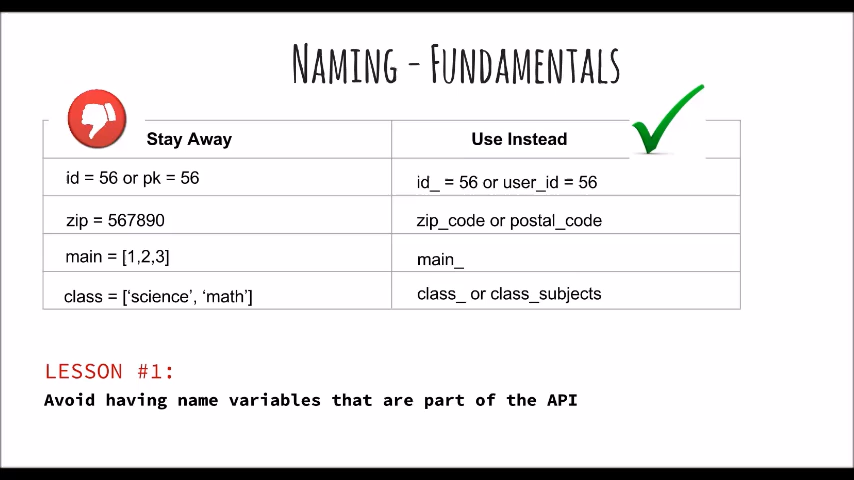 NAMING - FUNDAMENTALS
Stay Away
Use Instead
id = 56 or pk = 56
id_ = 56 or user_id = 56
zip = 567890
zip_code or postal_code
main = [1,2,3]
main_
class = [‘science’, ‘math’]
class_ or class_subjects
LESSON #1:
Avoid having name variables that are part of the API